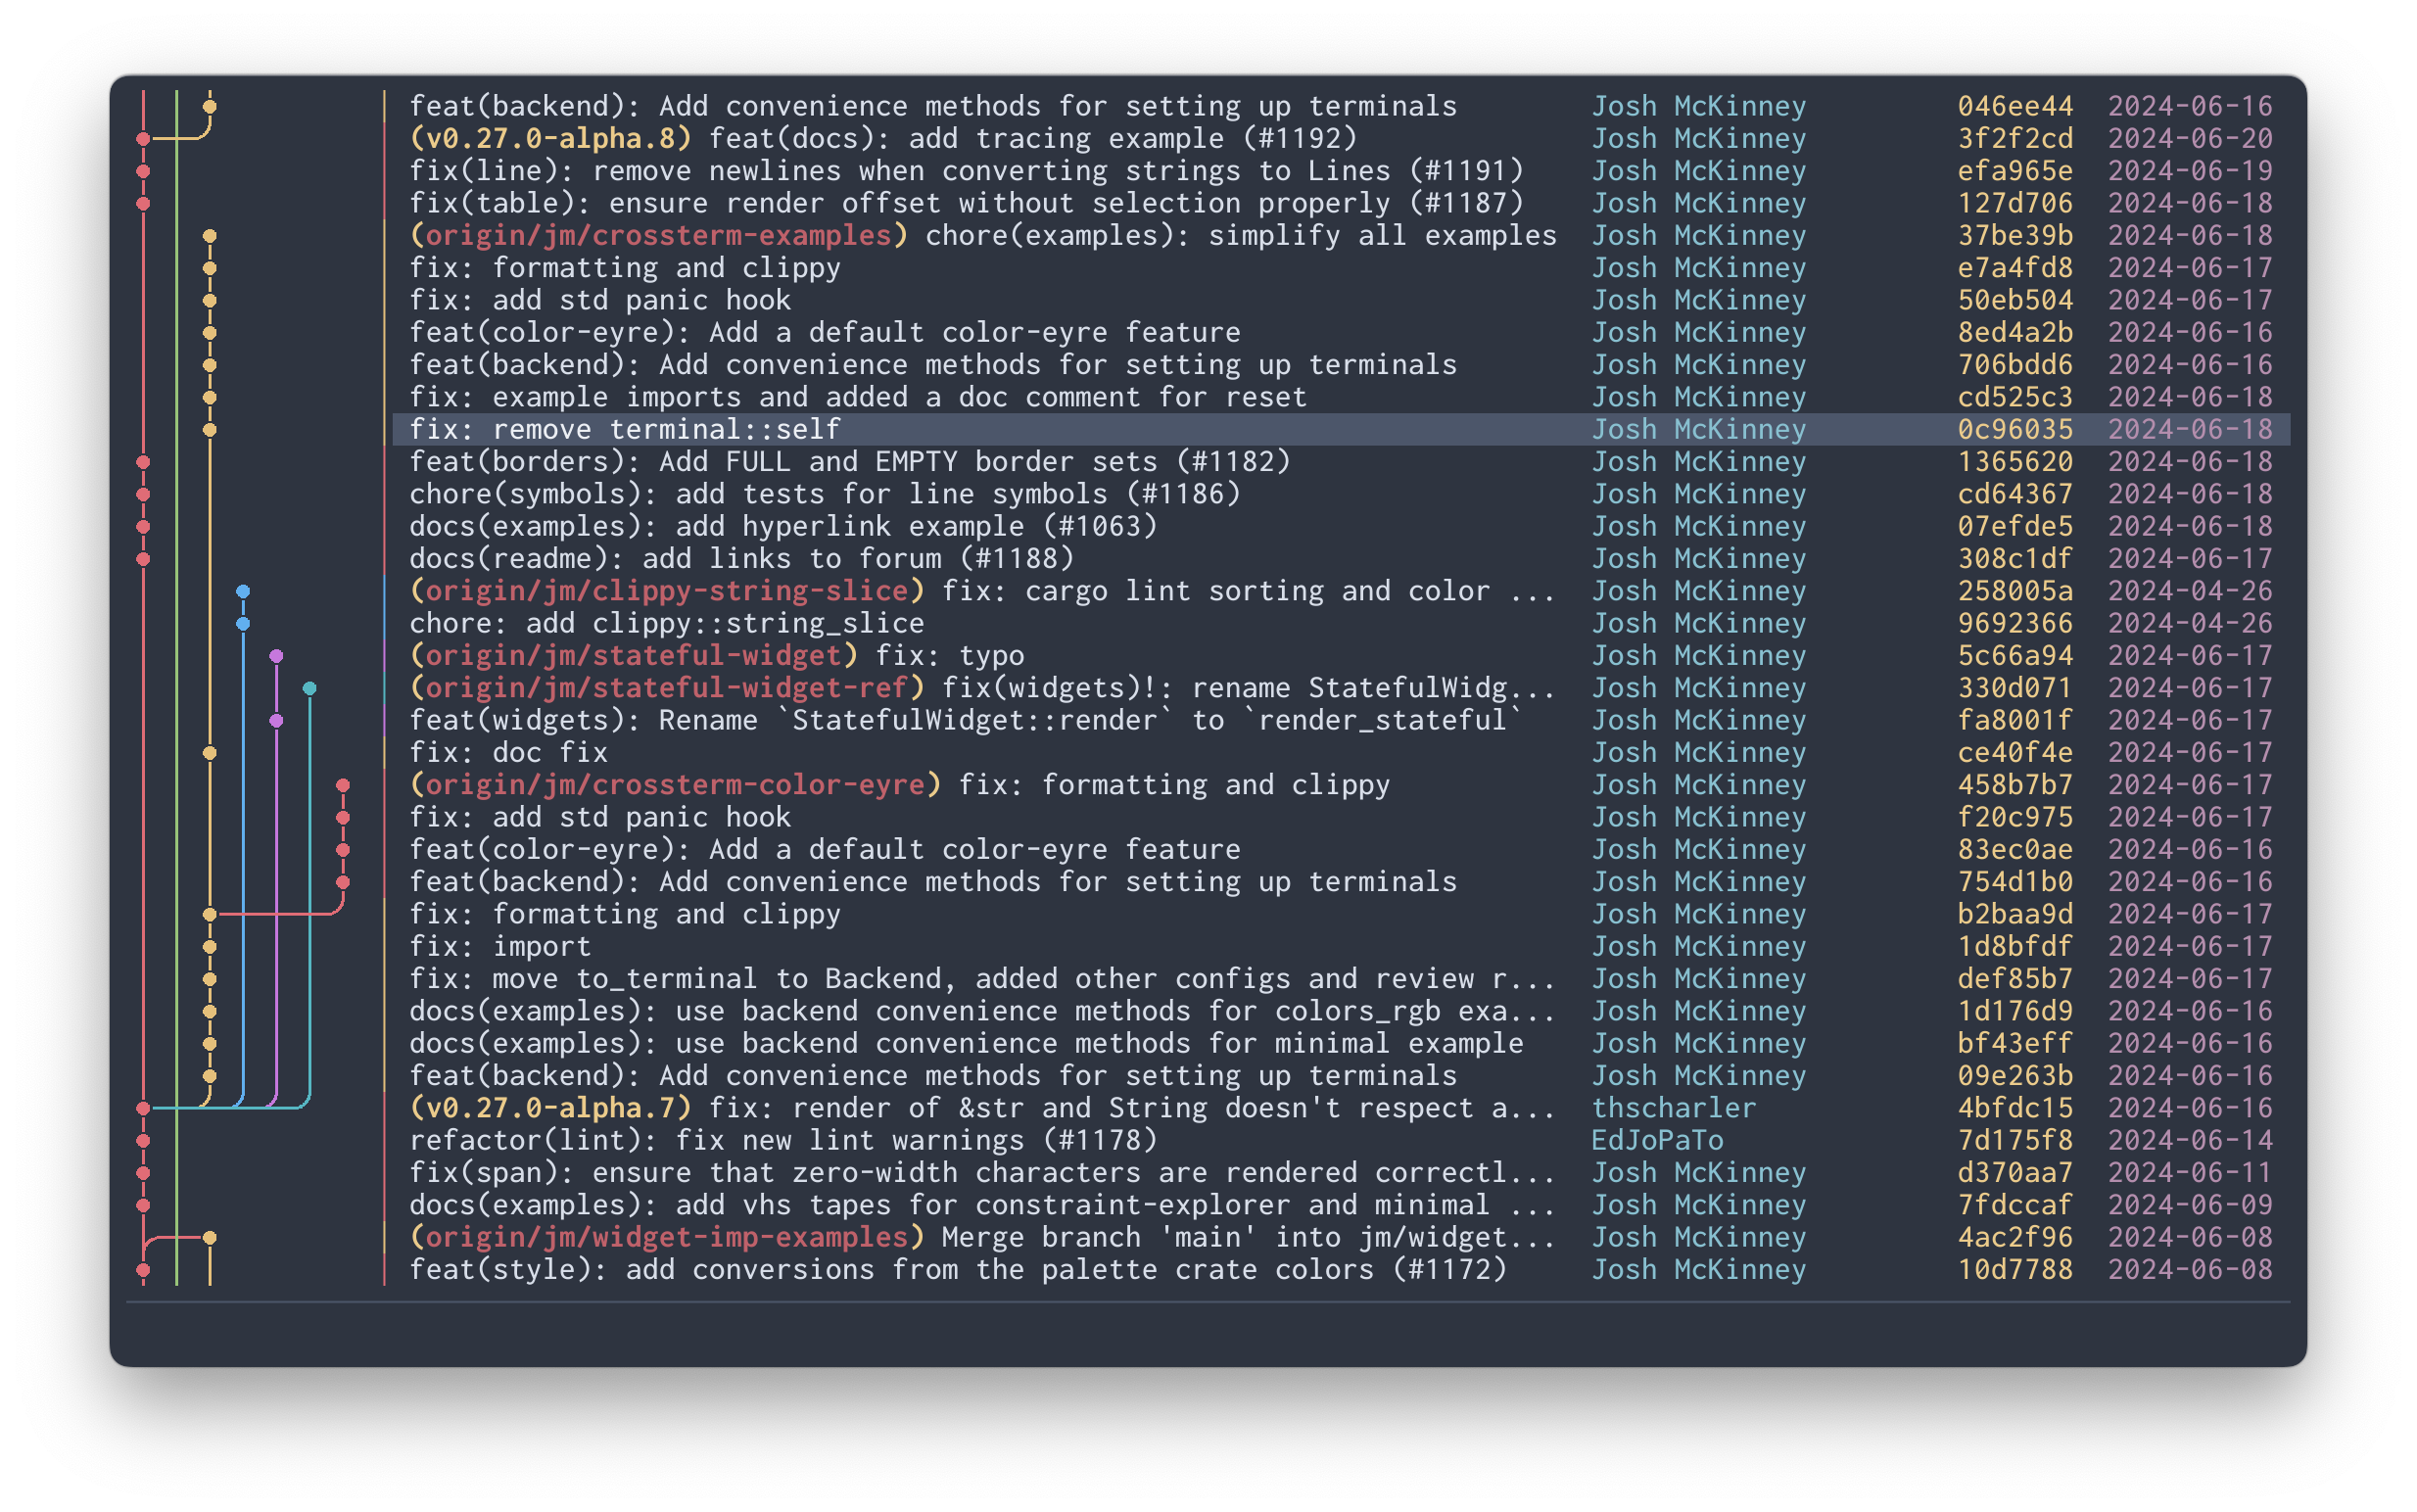 feat(backend): Add convenience methods for setting up terminals Josh McKinney 046ee44 2024-06-16
(v0.27.0-alpha.8) feat(docs): add tracing example (#1192) Josh McKinney 3f2f2cd 2024-06-20
fix(line): remove newlines when converting strings to Lines (#1191) Josh McKinney efa965e 2024-06-19
fix(table): ensure render offset without selection properly (#1187) Josh McKinney 127d706 2024-06-18
(origin/jm/crossterm-examples) chore(examples): simplify all examples Josh McKinney 37be39b 2024-06-18
fix: formatting and clippy Josh McKinney e7a4fd8 2024-06-17
fix: add std panic hook Josh McKinney 50eb504 2024-06-17
feat(color-eyre): Add a default color-eyre feature Josh McKinney 8ed4a2b 2024-06-16
feat(backend): Add convenience methods for setting up terminals Josh McKinney 706bdd6 2024-06-16
fix: example imports and added a doc comment for reset Josh McKinney cd525c3 2024-06-18
fix: remove terminal::self Josh McKinney 0c96035 2024-06-18
feat(borders): Add FULL and EMPTY border sets (#1182) Josh McKinney 1365620 2024-06-18
chore(symbols): add tests for line symbols (#1186) Josh McKinney cd64367 2024-06-18
docs(examples): add hyperlink example (#1063) Josh McKinney 07efde5 2024-06-18
docs(readme): add links to forum (#1188) Josh McKinney 308c1df 2024-06-17
(origin/jm/clippy-string-slice) fix: cargo lint sorting and color ... Josh McKinney 258005a 2024-04-26
chore: add clippy::string_slice Josh McKinney 9692366 2024-04-26
(origin/jm/stateful-widget) fix: typo Josh McKinney 5c66a94 2024-06-17
(origin/jm/stateful-widget-ref) fix(widgets)!: rename StatefulWidg... Josh McKinney 330d071 2024-06-17
feat(widgets): Rename `StatefulWidget::render` to `render_stateful` Josh McKinney fa8001f 2024-06-17
fix: doc fix Josh McKinney ce40f4e 2024-06-17
(origin/jm/crossterm-color-eyre) fix: formatting and clippy Josh McKinney 458b7b7 2024-06-17
fix: add std panic hook Josh McKinney f20c975 2024-06-17
feat(color-eyre): Add a default color-eyre feature Josh McKinney 83ec0ae 2024-06-16
feat(backend): Add convenience methods for setting up terminals Josh McKinney 754d1b0 2024-06-16
fix: formatting and clippy Josh McKinney b2baa9d 2024-06-17
fix: import Josh McKinney 1d8bfdf 2024-06-17
fix: move to_terminal to Backend, added other configs and review r... Josh McKinney def85b7 2024-06-17
docs(examples): use backend convenience methods for colors_rgb exa... Josh McKinney 1d176d9 2024-06-16
docs(examples): use backend convenience methods for minimal example Josh McKinney bf43eff 2024-06-16
feat(backend): Add convenience methods for setting up terminals Josh McKinney 09e263b 2024-06-16
(v0.27.0-alpha.7) fix: render of &str and String doesn't respect a... thscharler 4bfdc15 2024-06-16
refactor(lint): fix new lint warnings (#1178) EdJoPaTo 7d175f8 2024-06-14
fix(span): ensure that zero-width characters are rendered correctl... Josh McKinney d370aa7 2024-06-11
docs(examples): add vhs tapes for constraint-explorer and minimal ... Josh McKinney 7fdccaf 2024-06-09
(origin/jm/widget-imp-examples) Merge branch 'main' into jm/widget... Josh McKinney 4ac2f96 2024-06-08
feat(style): add conversions from the palette crate colors (#1172) Josh McKinney 10d7788 2024-06-08